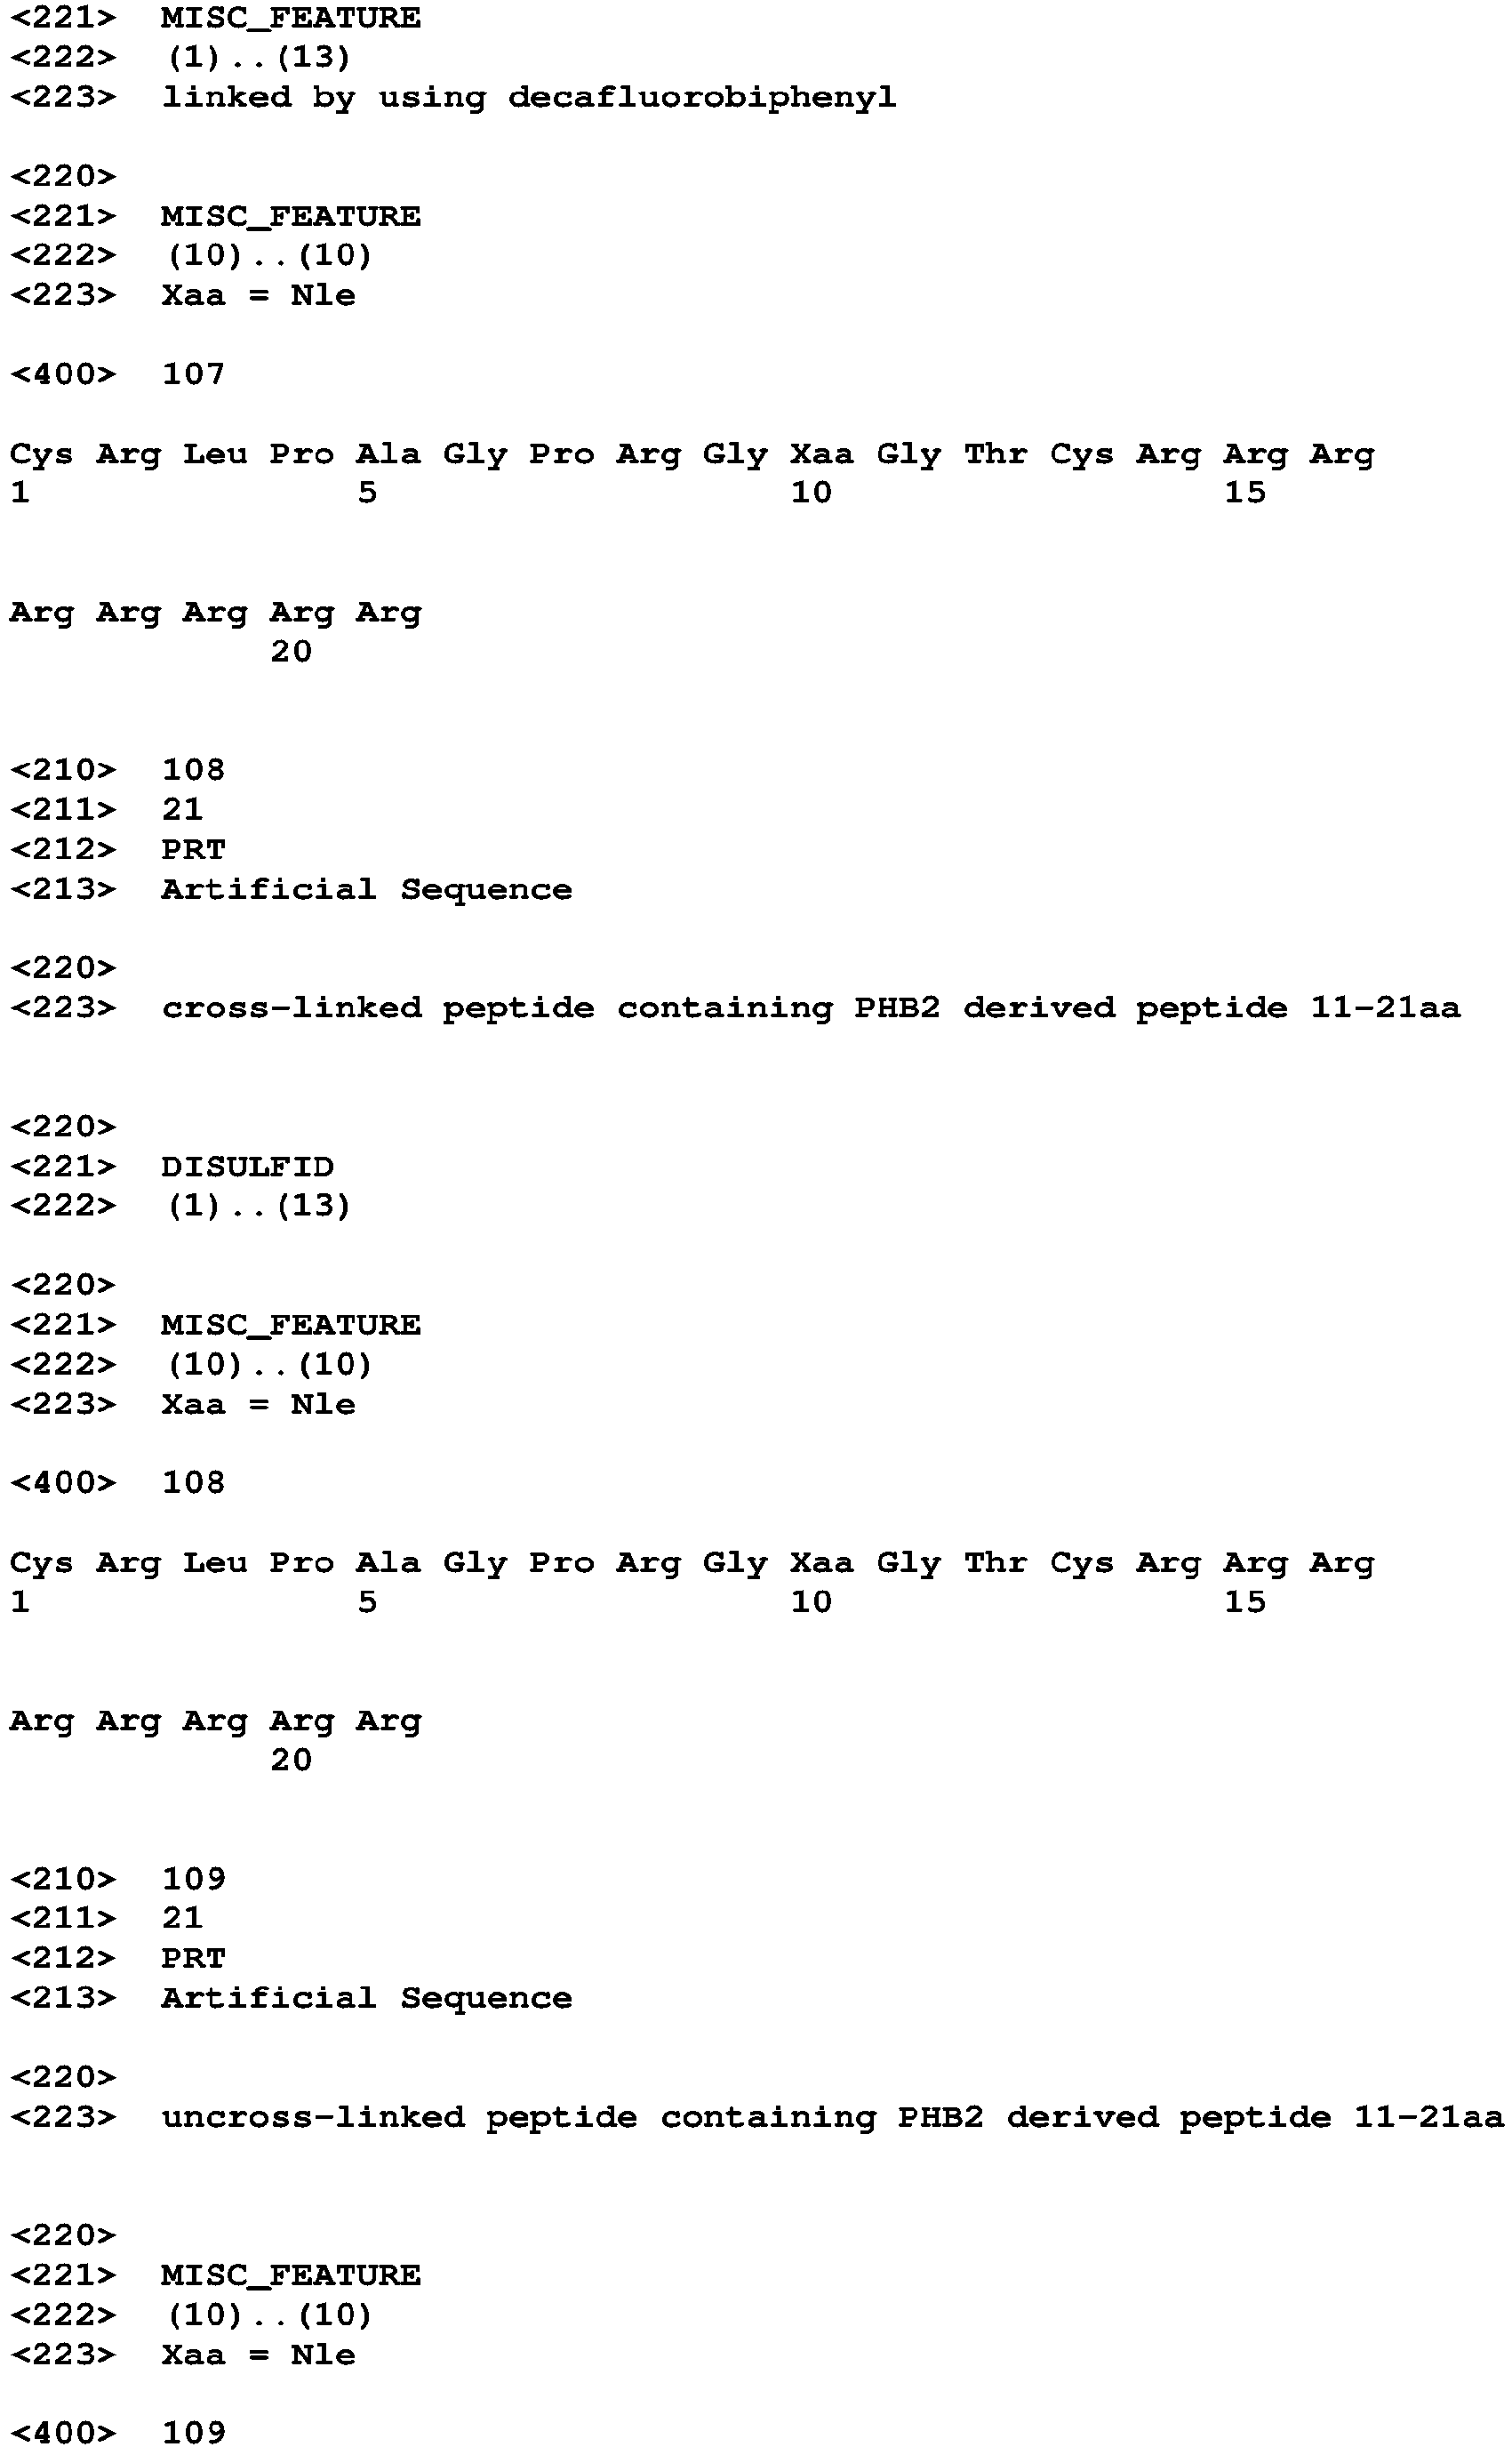 <221>  MISC_FEATURE
<222>  (1)..(13)
<223>  linked by using decafluorobiphenyl
<220>
<221>  MISC_FEATURE
<222>  (10)..(10)
<223>  Xaa = Nle
<400>  107
Cys Arg Leu Pro Ala Gly Pro Arg Gly Xaa Gly Thr Cys Arg Arg Arg
1               5                   10                  15
Arg Arg Arg Arg Arg
            20
<210>  108
<211>  21
<212>  PRT
<213>  Artificial Sequence
<220>
<223>  cross-linked peptide containing PHB2 derived peptide 11-21aa
<220>
<221>  DISULFID
<222>  (1)..(13)
<220>
<221>  MISC_FEATURE
<222>  (10)..(10)
<223>  Xaa = Nle
<400>  108
Cys Arg Leu Pro Ala Gly Pro Arg Gly Xaa Gly Thr Cys Arg Arg Arg
1               5                   10                  15
Arg Arg Arg Arg Arg
            20
<210>  109
<211>  21
<212>  PRT
<213>  Artificial Sequence
<220>
<223>  uncross-linked peptide containing PHB2 derived peptide 11-21aa
<220>
<221>  MISC_FEATURE
<222>  (10)..(10)
<223>  Xaa = Nle
<400>  109